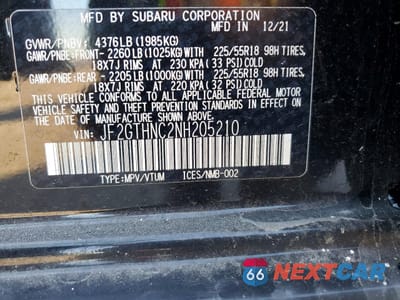 MFD BY SUBARU CORPORATION 12/21
GVWR/PNBV: 4376LB (1985KG)
GAWR/PNBE:FRONT- 2260LB (1025KG) WITH 225/55R18 98H TIRES,
18X7J RIMS, AT 230 KPA (33 PSI) COLD
GAWR/PNBE:REAR - 2205LB (1000KG) WITH 225/55R18 98H TIRES,
18X7J RIMS, AT 220 KPA (32 PSI) COLD
THIS VEHICLE CONFORMS TO ALL APPLICABLE FEDERAL MOTOR
VEHICLE SAFETY, BUMPER, AND THEFT PREVENTION
STANDARDS IN EFFECT ON THE DATE OF
MANUFACTURE SHOWN ABOVE.
JF2GTHNC2NH205210
TYPE:MPV/VTUM ICES/NMB-002
66 NEXTCAR